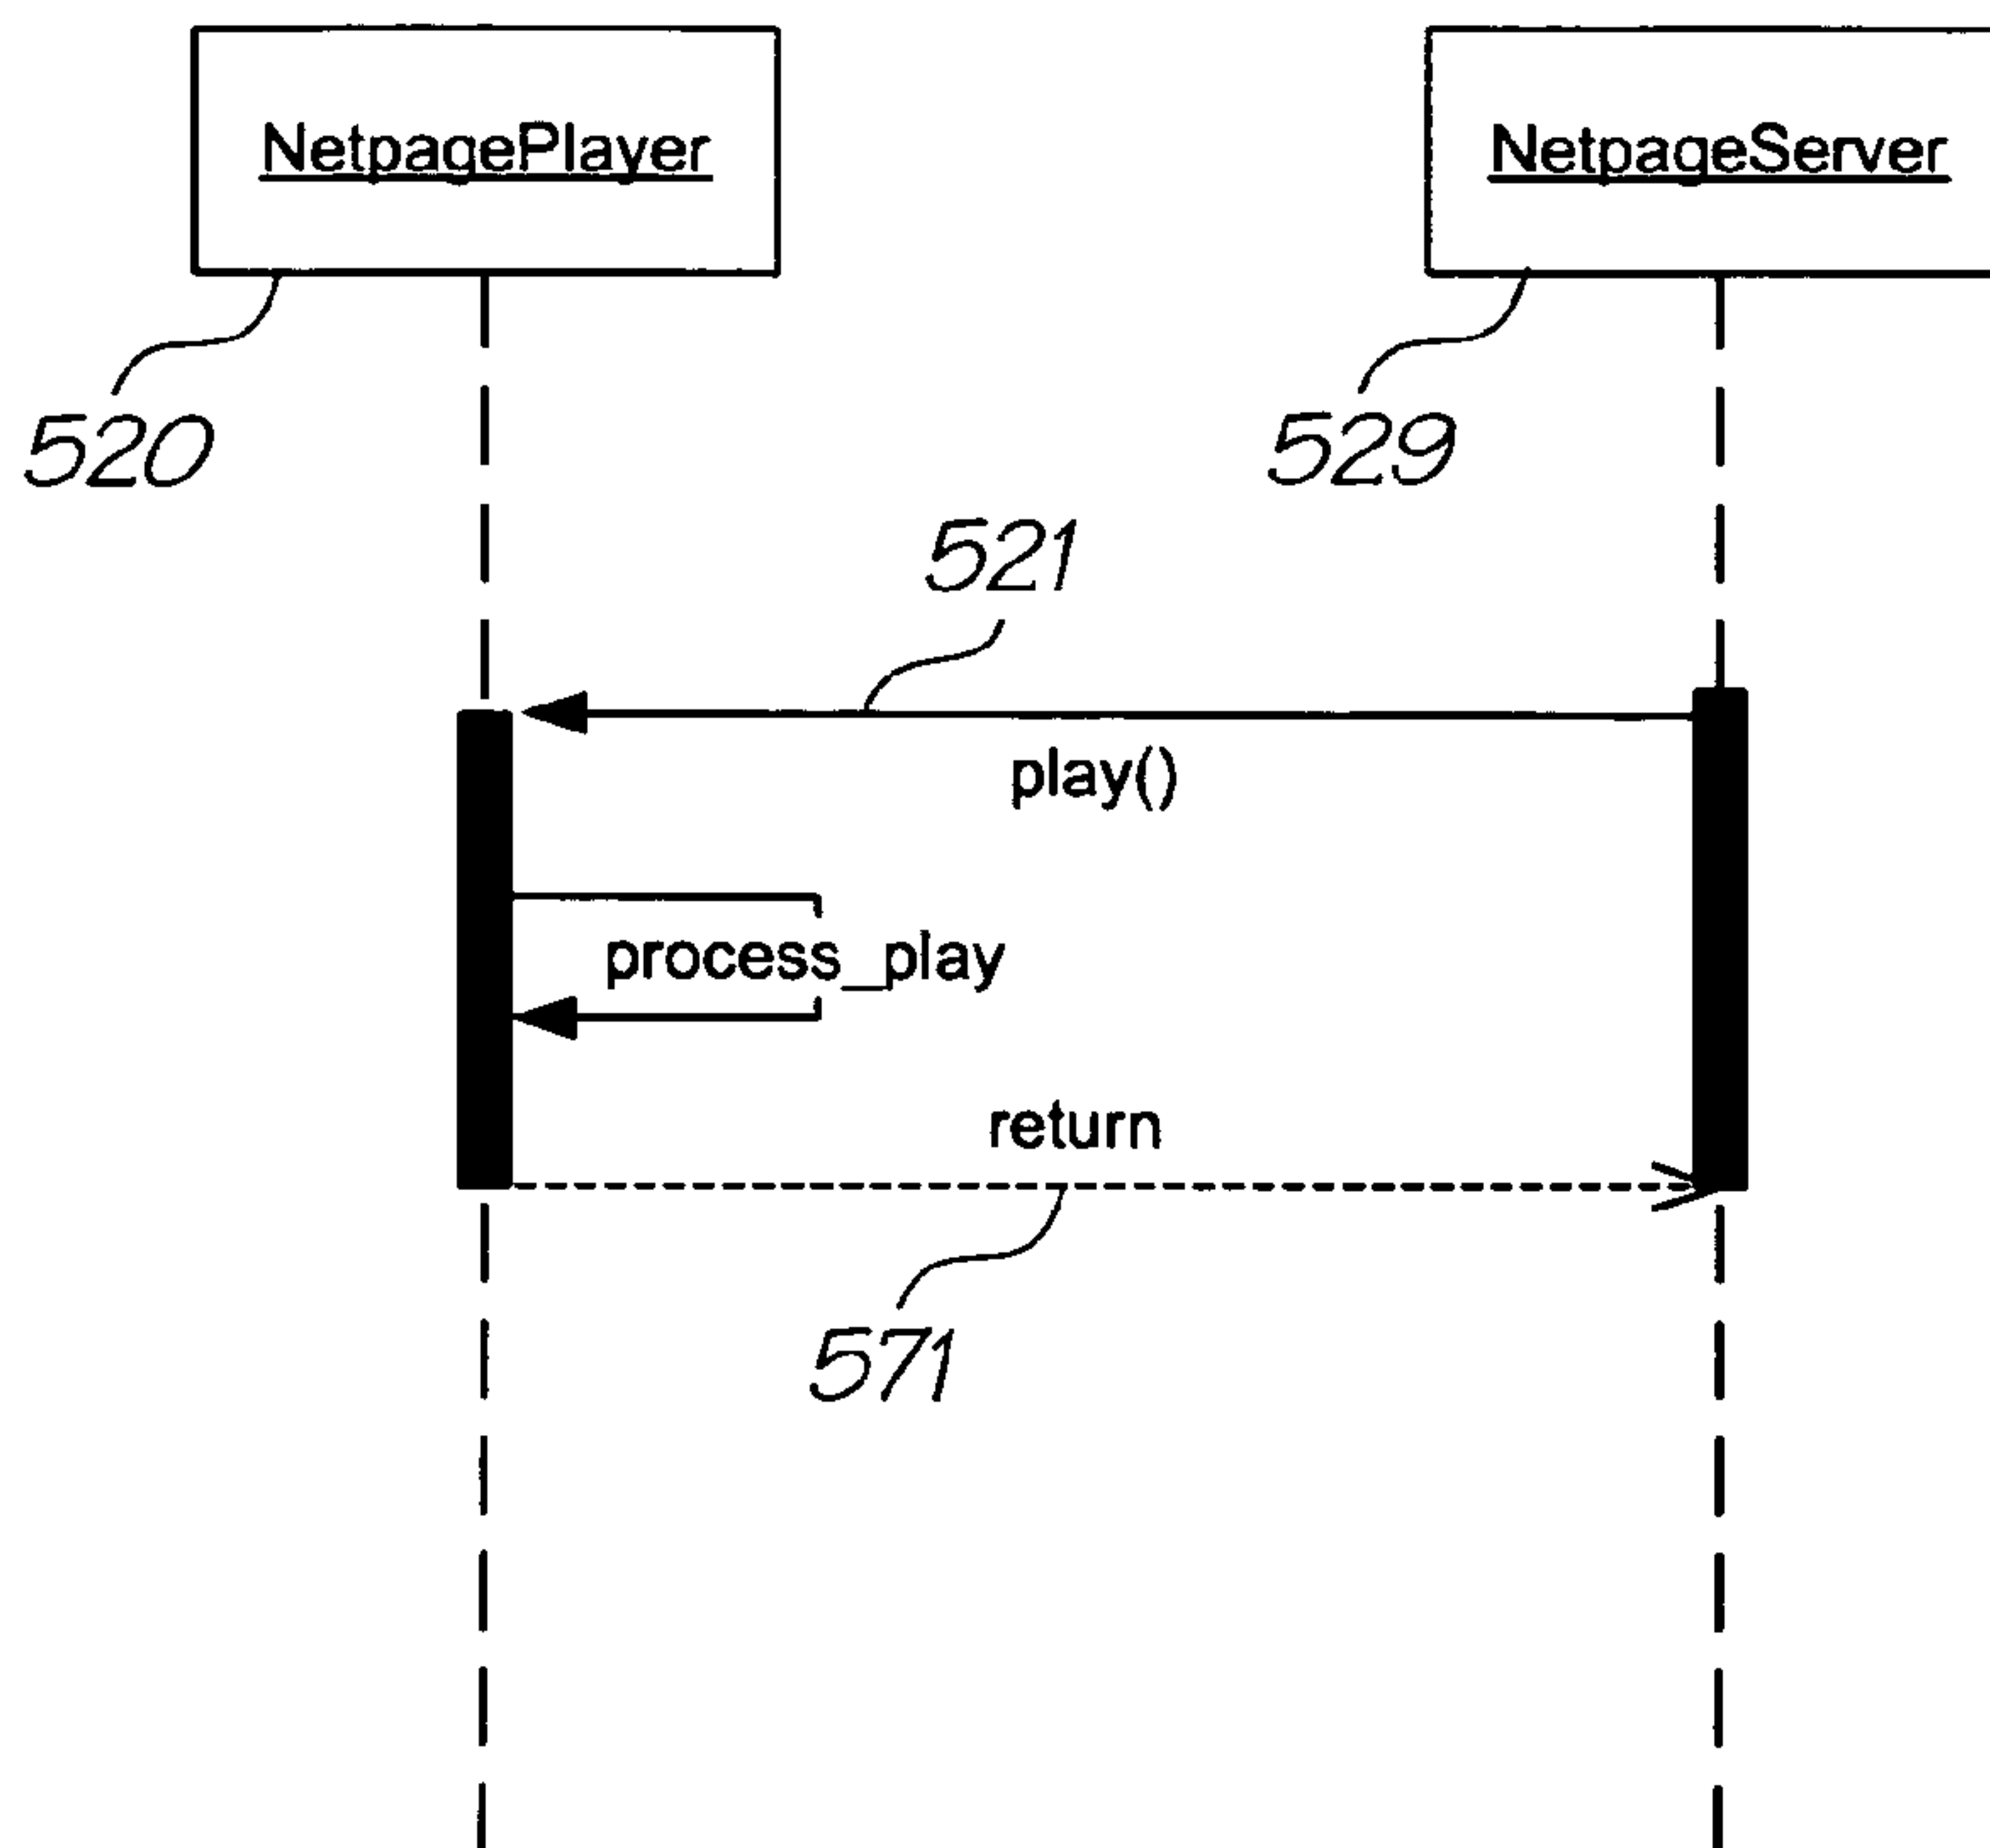 NetpagePlayer
NetpageServer
520
529
521
play()
process_play
return
571